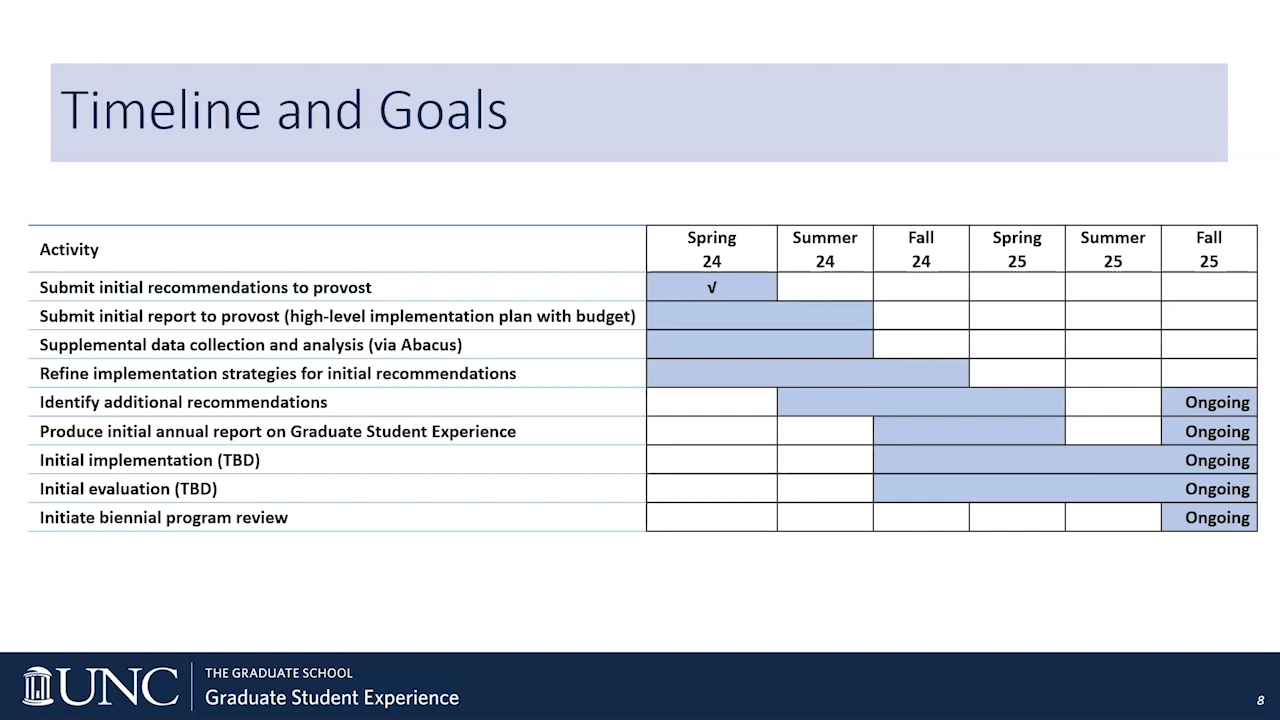 Timeline and Goals
Activity
Spring 24
Summer 24
Fall 24
Spring 25
Summer 25
Fall 25
Submit initial recommendations to provost √
Submit initial report to provost (high-level implementation plan with budget)
Supplemental data collection and analysis (via Abacus)
Refine implementation strategies for initial recommendations
Identify additional recommendations Ongoing
Produce initial annual report on Graduate Student Experience Ongoing
Initial implementation (TBD) Ongoing
Initial evaluation (TBD) Ongoing
Initiate biennial program review Ongoing
UNC
THE GRADUATE SCHOOL
Graduate Student Experience
8